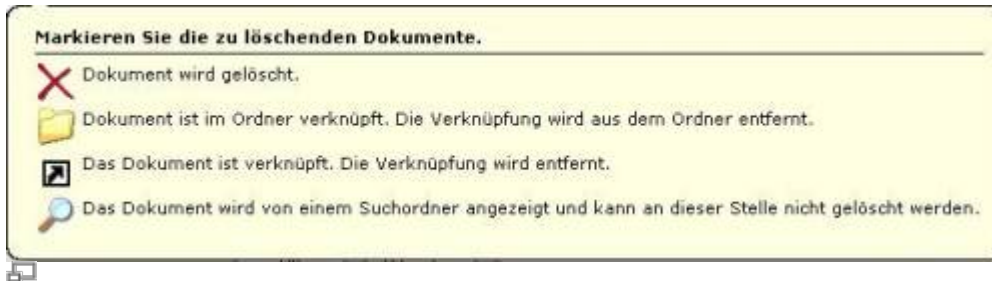 Markieren Sie die zu löschenden Dokumente.
Dokument wird gelöscht.
Dokument ist im Ordner verknüpft. Die Verknüpfung wird aus dem Ordner entfernt.
Das Dokument ist verknüpft. Die Verknüpfung wird entfernt.
Das Dokument wird von einem Suchordner angezeigt und kann an dieser Stelle nicht gelöscht werden.